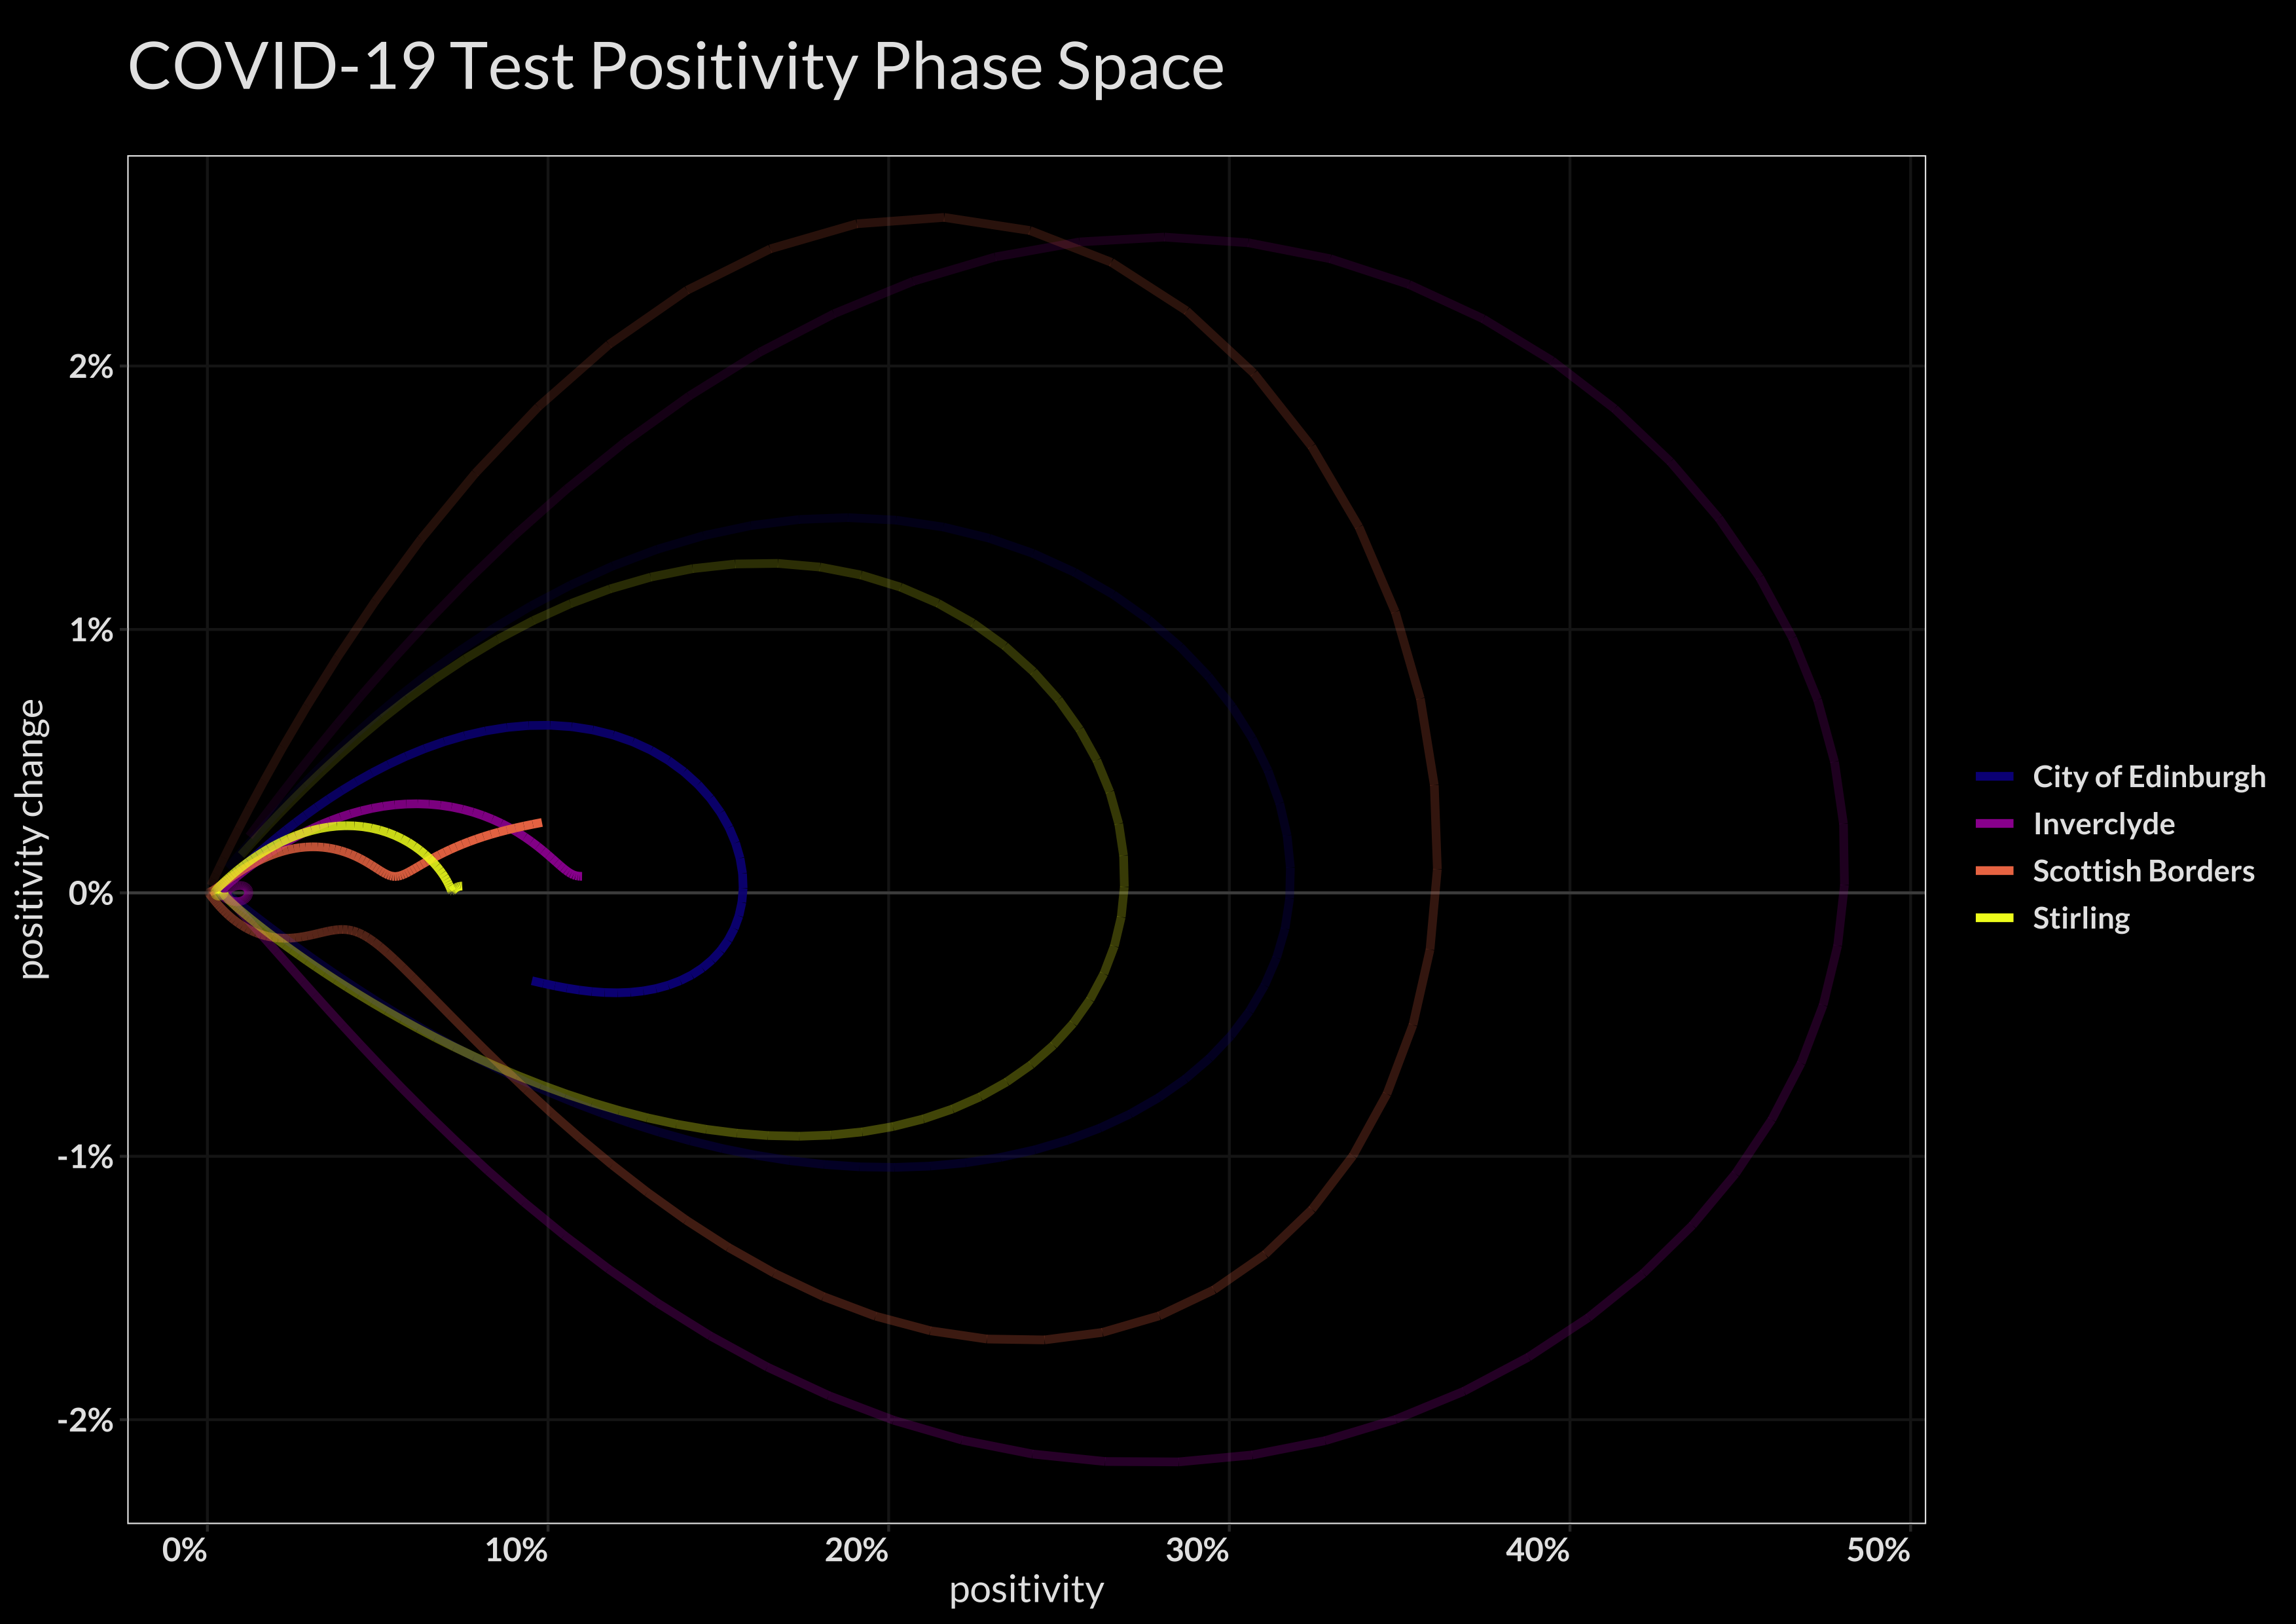 COVID-19 Test Positivity Phase Space
2%
1%
0%
-1%
-2%
positivity change
0% 10% 20% 30% 40% 50%
positivity
City of Edinburgh
Inverclyde
Scottish Borders
Stirling